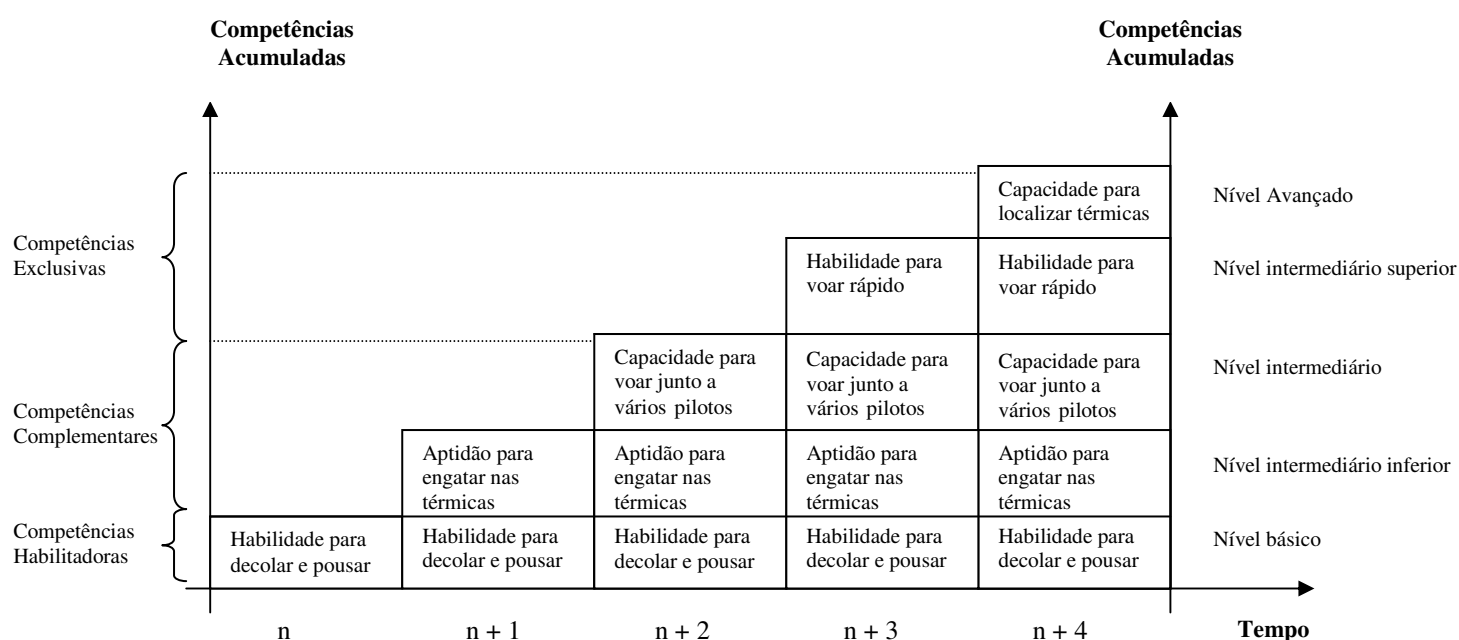 Competências
Acumuladas
Competências
Acumuladas
Capacidade para
localizar térmicas
Nível Avançado
Competências
Exclusivas
Habilidade para
voar rápido
Habilidade para
voar rápido
Nível intermediário superior
Capacidade para
voar junto a
vários pilotos
Capacidade para
voar junto a
vários pilotos
Capacidade para
voar junto a
vários pilotos
Nível intermediário
Competências
Complementares
Aptidão para
engatar nas
térmicas
Aptidão para
engatar nas
térmicas
Aptidão para
engatar nas
térmicas
Aptidão para
engatar nas
térmicas
Nível intermediário inferior
Competências
Habilitadoras
Habilidade para
decolar e pousar
Habilidade para
decolar e pousar
Habilidade para
decolar e pousar
Habilidade para
decolar e pousar
Habilidade para
decolar e pousar
Nível básico
n
n + 1
n + 2
n + 3
n + 4
Tempo